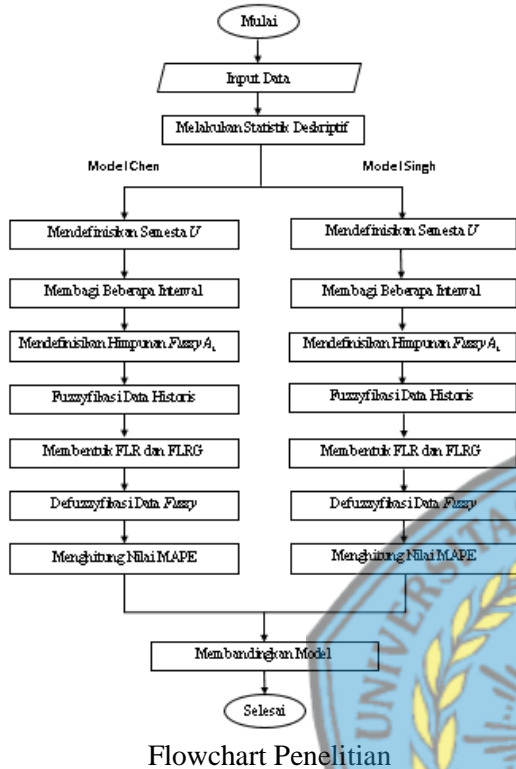 Mulai
Input Data
Melakukan Statistik Deskriptif
Model Chen
Model Singh
Mendefinisikan Semesta U
Membagi Beberapa Interval
Mendefinisikan Himpunan Fuzzy Aᵢ
Fuzzyfikasi Data Historis
Membentuk FLR dan FLRG
Defuzzyfikasi Data Fuzzy
Menghitung Nilai MAPE
Mendefinisikan Semesta U
Membagi Beberapa Interval
Mendefinisikan Himpunan Fuzzy Aᵢ
Fuzzyfikasi Data Historis
Membentuk FLR dan FLRG
Defuzzyfikasi Data Fuzzy
Menghitung Nilai MAPE
Membandingkan Model
Selesai
UNIVERSITA
Flowchart Penelitian